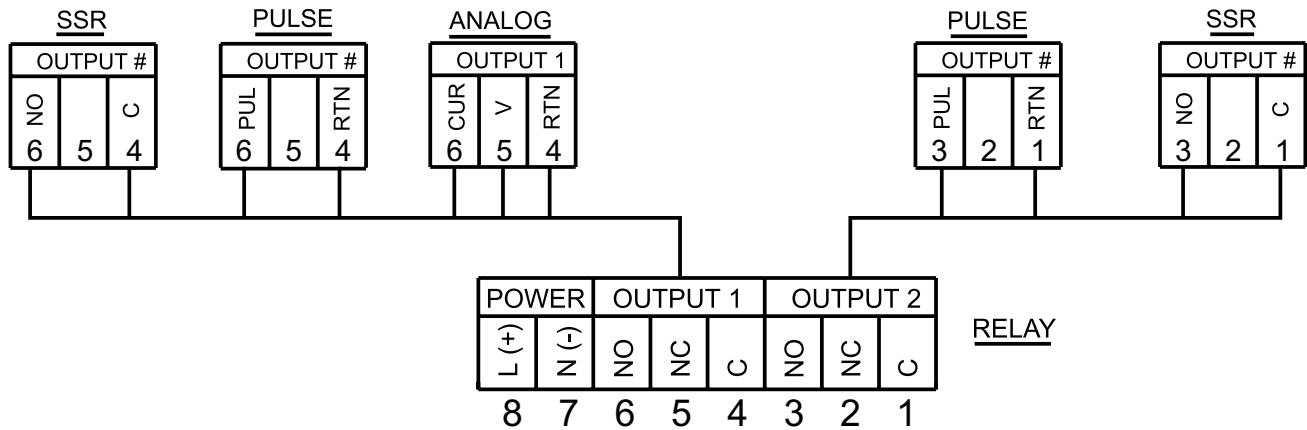 SSR
OUTPUT #
NO C
6 5 4
PULSE
OUTPUT #
PUL RTN
6 5 4
ANALOG
OUTPUT 1
CUR V RTN
6 5 4
PULSE
OUTPUT #
PUL RTN
3 2 1
SSR
OUTPUT #
NO C
3 2 1
POWER OUTPUT 1 OUTPUT 2
L (+) N (-) NO NC C NO NC C
8 7 6 5 4 3 2 1
RELAY